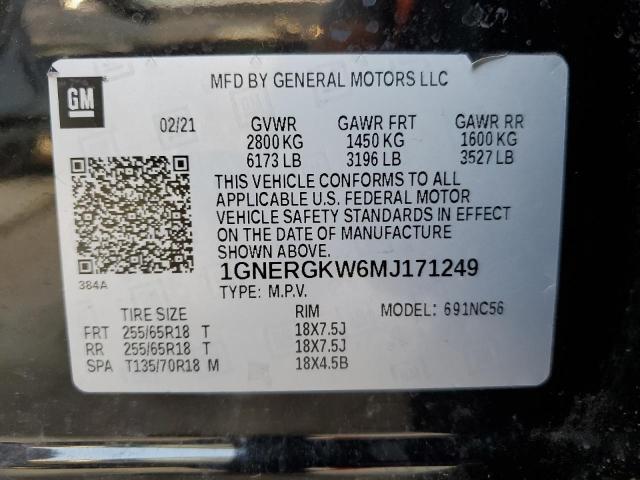 GM
MFD BY GENERAL MOTORS LLC
02/21 GVWR GAWR FRT GAWR RR
2800 KG 1450 KG 1600 KG
6173 LB 3196 LB 3527 LB
THIS VEHICLE CONFORMS TO ALL
APPLICABLE U.S. FEDERAL MOTOR
VEHICLE SAFETY STANDARDS IN EFFECT
ON THE DATE OF MANUFACTURE
SHOWN ABOVE.
384A
1GNERGKW6MJ171249
TYPE: M.P.V.
TIRE SIZE RIM MODEL: 691NC56
FRT 255/65R18 T 18X7.5J
RR 255/65R18 T 18X7.5J
SPA T135/70R18 M 18X4.5B